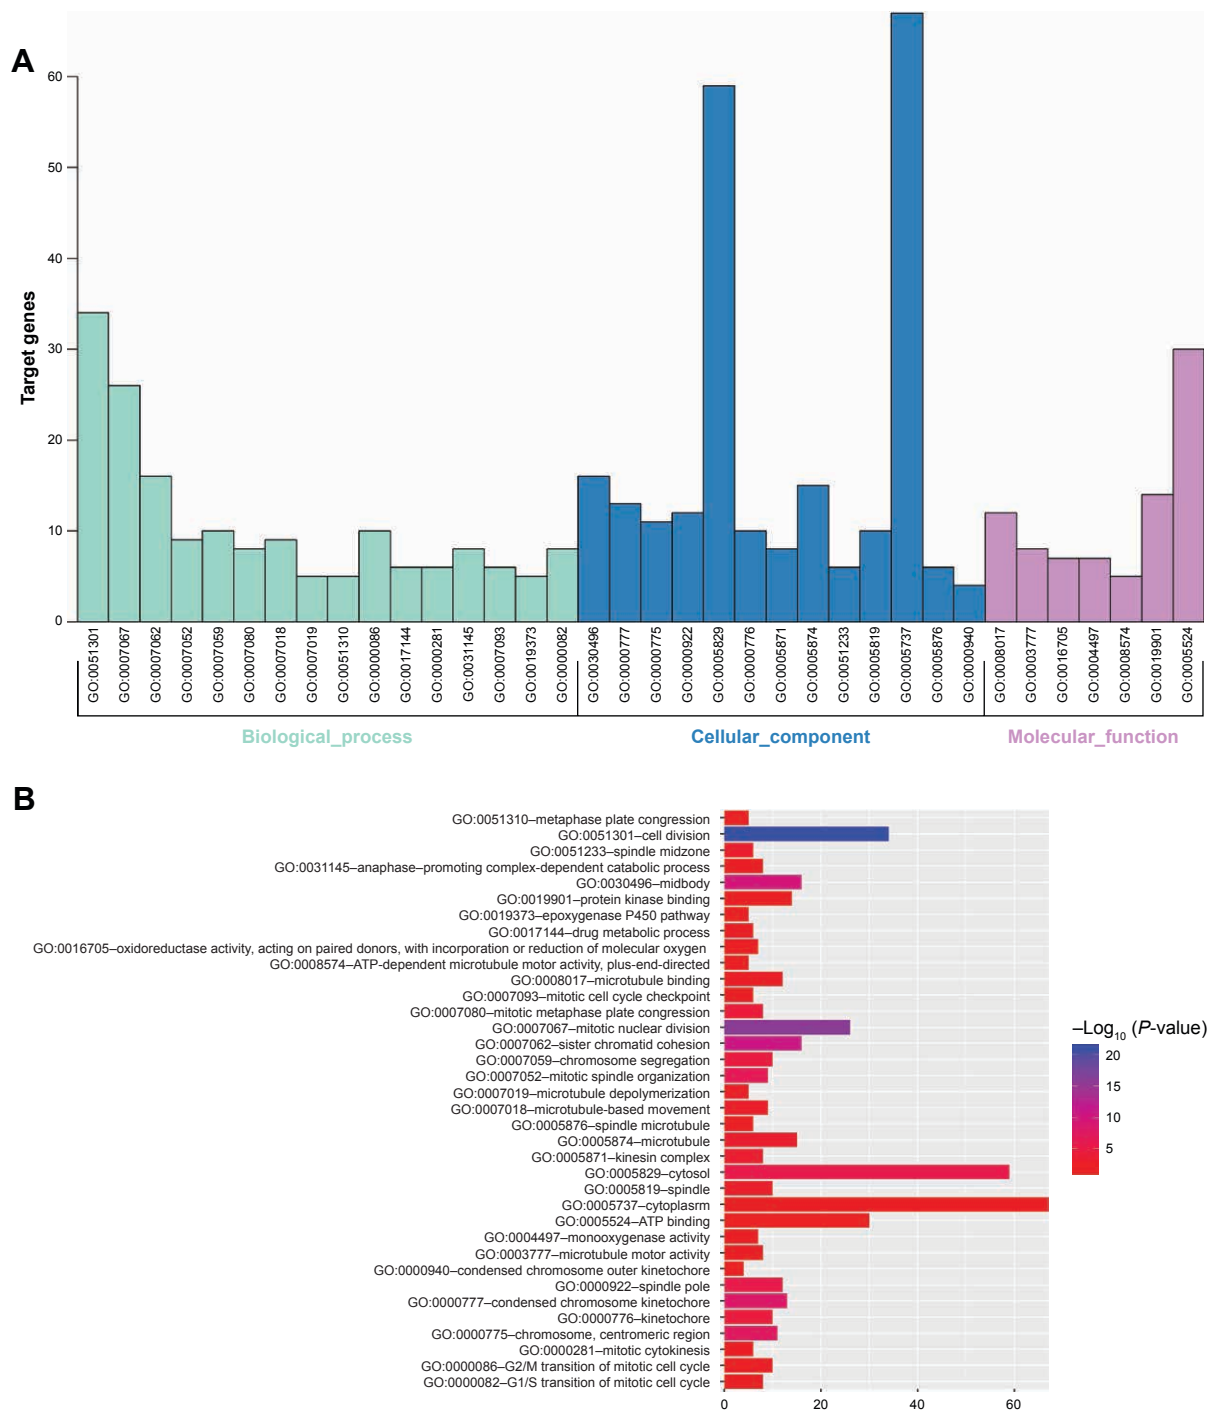 A
60
50
40
30
20
10
0
Target genes
GO:0051301
GO:0007067
GO:0007062
GO:0007052
GO:0007059
GO:0007080
GO:0007018
GO:0007019
GO:0051310
GO:0000086
GO:0017144
GO:0000281
GO:0031145
GO:0007093
GO:0019373
GO:0000082
GO:0030496
GO:0000777
GO:0000775
GO:0000922
GO:0005829
GO:0000776
GO:0005871
GO:0005874
GO:0051233
GO:0005819
GO:0005737
GO:0005876
GO:0000940
GO:0008017
GO:0003777
GO:0016705
GO:0004497
GO:0008574
GO:0019901
GO:0005524
Biological_process
Cellular_component
Molecular_function
B
GO:0051310–metaphase plate congression
GO:0051301–cell division
GO:0051233–spindle midzone
GO:0031145–anaphase–promoting complex-dependent catabolic process
GO:0030496–midbody
GO:0019901–protein kinase binding
GO:0019373–epoxygenase P450 pathway
GO:0017144–drug metabolic process
GO:0016705–oxidoreductase activity, acting on paired donors, with incorporation or reduction of molecular oxygen
GO:0008574–ATP-dependent microtubule motor activity, plus-end-directed
GO:0008017–microtubule binding
GO:0007093–mitotic cell cycle checkpoint
GO:0007080–mitotic metaphase plate congression
GO:0007067–mitotic nuclear division
GO:0007062–sister chromatid cohesion
GO:0007059–chromosome segregation
GO:0007052–mitotic spindle organization
GO:0007019–microtubule depolymerization
GO:0007018–microtubule-based movement
GO:0005876–spindle microtubule
GO:0005874–microtubule
GO:0005871–kinesin complex
GO:0005829–cytosol
GO:0005819–spindle
GO:0005737–cytoplasrm
GO:0005524–ATP binding
GO:0004497–monooxygenase activity
GO:0003777–microtubule motor activity
GO:0000940–condensed chromosome outer kinetochore
GO:0000922–spindle pole
GO:0000777–condensed chromosome kinetochore
GO:0000776–kinetochore
GO:0000775–chromosome, centromeric region
GO:0000281–mitotic cytokinesis
GO:0000086–G2/M transition of mitotic cell cycle
GO:0000082–G1/S transition of mitotic cell cycle
0 20 40 60
–Log10 (P-value)
20
15
10
5